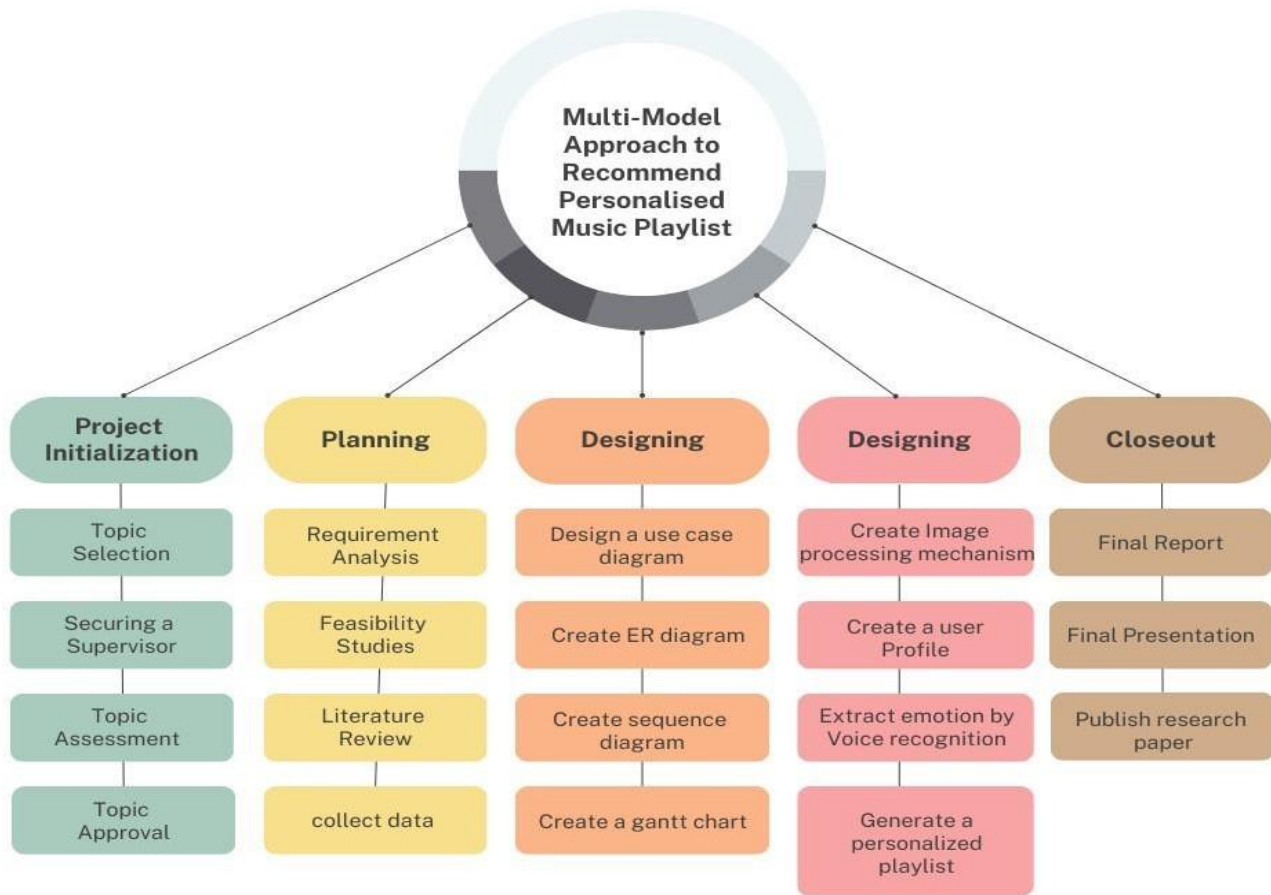 Multi-Model
Approach to
Recommend
Personalised
Music Playlist
Project
Initialization
Topic
Selection
Securing a
Supervisor
Topic
Assessment
Topic
Approval
Planning
Requirement
Analysis
Feasibility
Studies
Literature
Review
collect data
Designing
Design a use case
diagram
Create ER diagram
Create sequence
diagram
Create a gantt chart
Designing
Create Image
processing mechanism
Create a user
Profile
Extract emotion by
Voice recognition
Generate a
personalized
playlist
Closeout
Final Report
Final Presentation
Publish research
paper